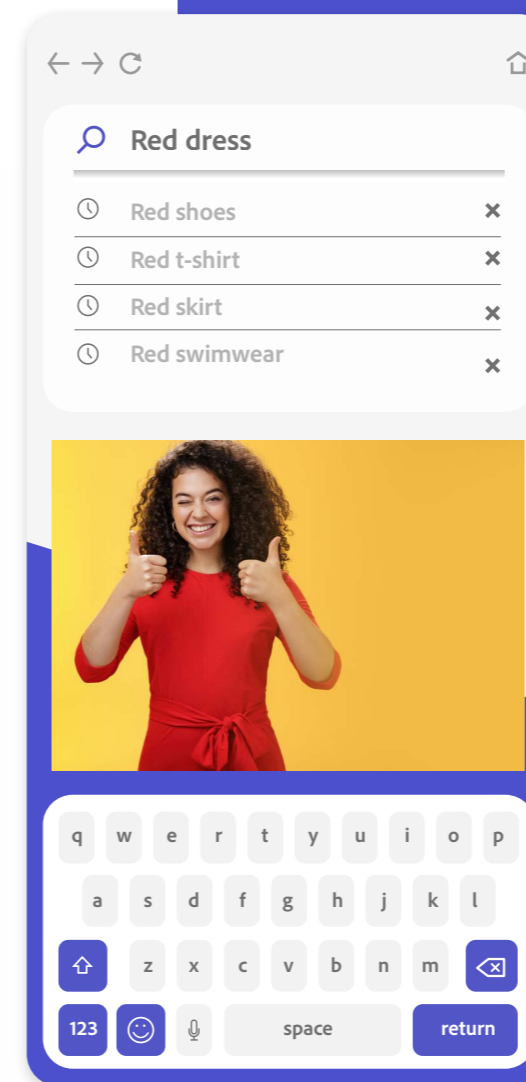 Red dress
Red shoes
Red t-shirt
Red skirt
Red swimwear
q w e r t y u i o p
a s d f g h j k l
z x c v b n m
123 space return